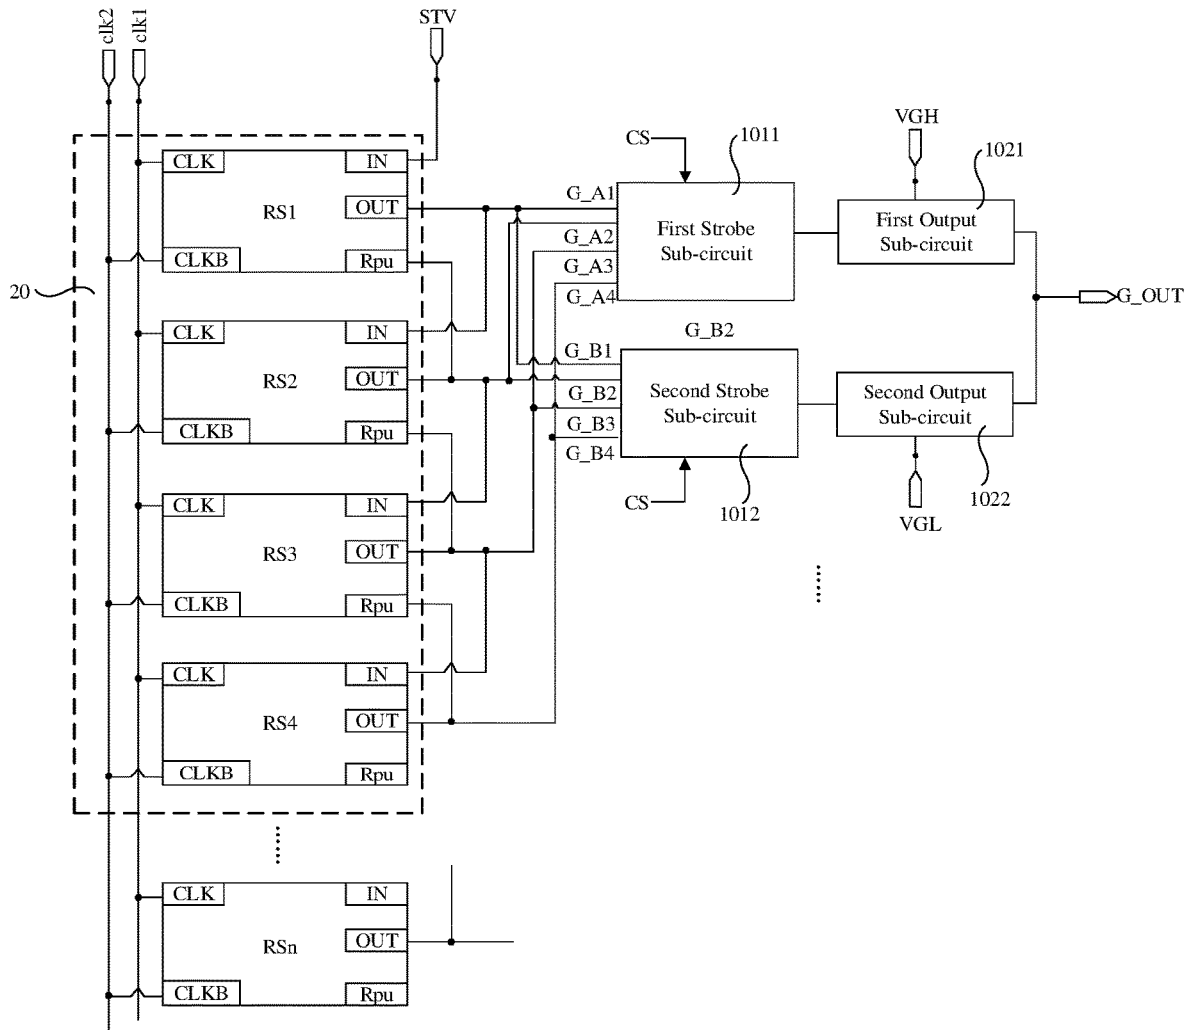 clk2
clk1
STV
CLK
IN
RS1
OUT
CLKB
Rpu
20
CLK
IN
RS2
OUT
CLKB
Rpu
CLK
IN
RS3
OUT
CLKB
Rpu
CLK
IN
RS4
OUT
CLKB
Rpu
CLK
IN
RSn
OUT
CLKB
Rpu
CS
1011
G_A1
G_A2
G_A3
G_A4
First Strobe
Sub-circuit
VGH
1021
First Output
Sub-circuit
G_OUT
G_B2
G_B1
G_B2
G_B3
G_B4
Second Strobe
Sub-circuit
CS
1012
Second Output
Sub-circuit
1022
VGL